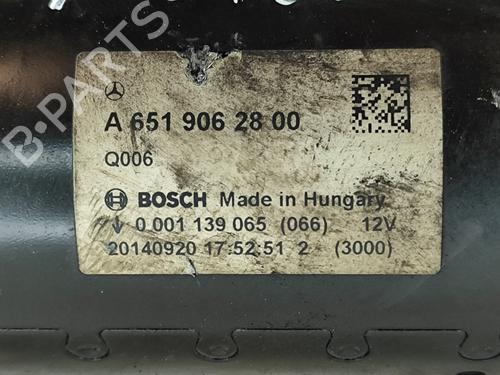 B-PARTS
A 651 906 28 00
Q006
BOSCH Made in Hungary
0 001 139 065 (066) 12V
20140920 17:52:51 2 (3000)